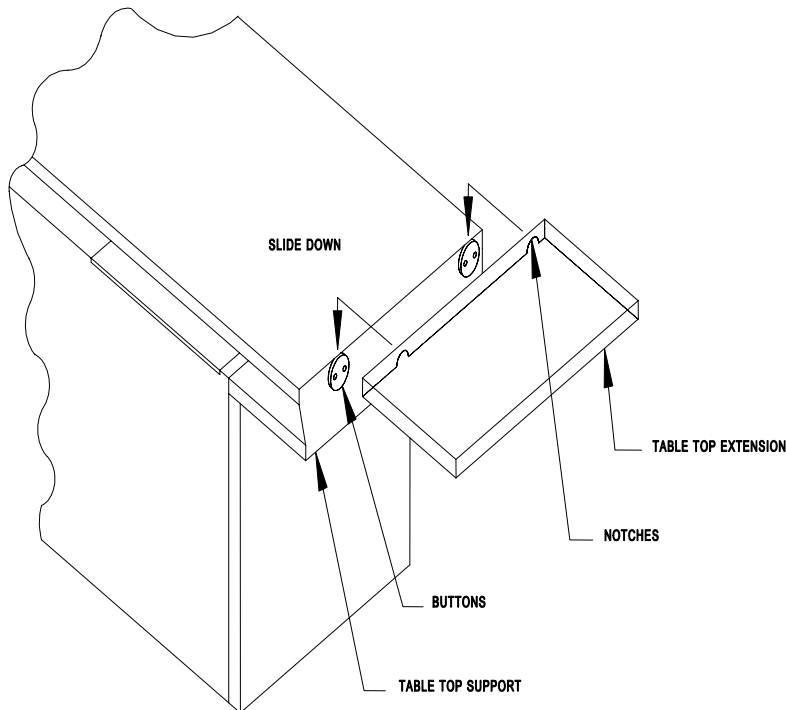 SLIDE DOWN
TABLE TOP EXTENSION
NOTCHES
BUTTONS
TABLE TOP SUPPORT